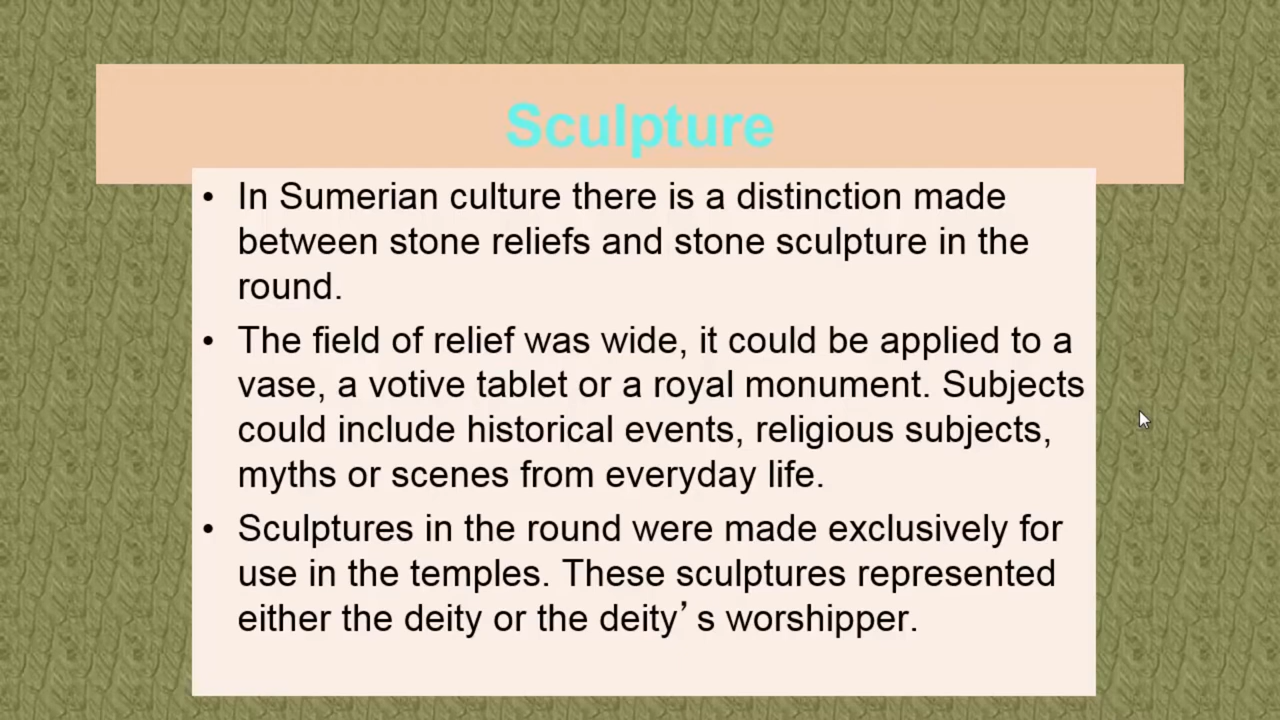 Sculpture
• In Sumerian culture there is a distinction made
between stone reliefs and stone sculpture in the
round.
• The field of relief was wide, it could be applied to a
vase, a votive tablet or a royal monument. Subjects
could include historical events, religious subjects,
myths or scenes from everyday life.
• Sculptures in the round were made exclusively for
use in the temples. These sculptures represented
either the deity or the deity’ s worshipper.